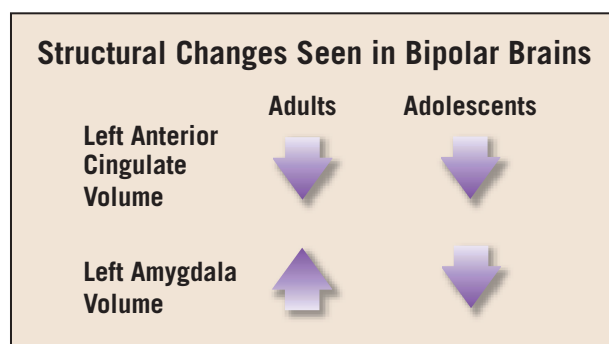 Structural Changes Seen in Bipolar Brains
Adults Adolescents
Left Anterior
Cingulate
Volume
Left Amygdala
Volume